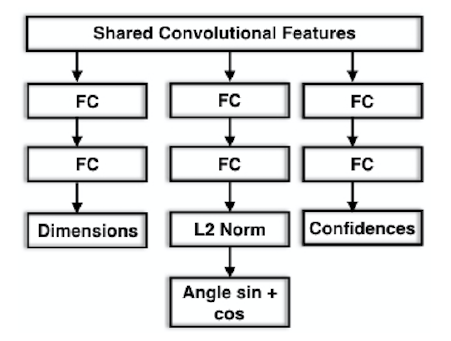 Shared Convolutional Features
FC FC FC
FC FC FC
Dimensions L2 Norm Confidences
Angle sin +
cos